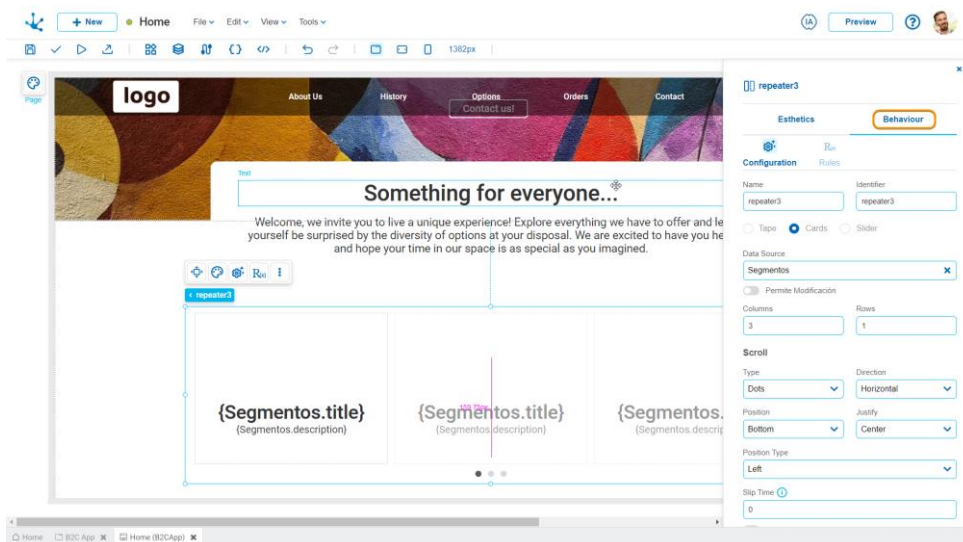 + New
Home
File
Edit
View
Tools
IA
Preview
?
1382px
Page
logo
About Us
History
Options
Orders
Contact
Contact us!
Text
Something for everyone...
Welcome, we invite you to live a unique experience! Explore everything we have to offer and le
yourself be surprised by the diversity of options at your disposal. We are excited to have you he
and hope your time in our space is as special as you imagined.
R(x)
< repeater3
{Segmentos.title}
{Segmentos.description}
{Segmentos.title}
{Segmentos.description}
{Segmentos.
{Segmentos.descrip
repeater3
Esthetics
Behaviour
R(x)
Configuration
Rules
Name
Identifier
repeater3
repeater3
Tape
Cards
Slider
Data Source
Segmentos
Permite Modificación
Columns
Rows
3
1
Scroll
Type
Direction
Dots
Horizontal
Position
Justify
Bottom
Center
Position Type
Left
Slip Time
0
Home
B2C App
Home (B2CApp)